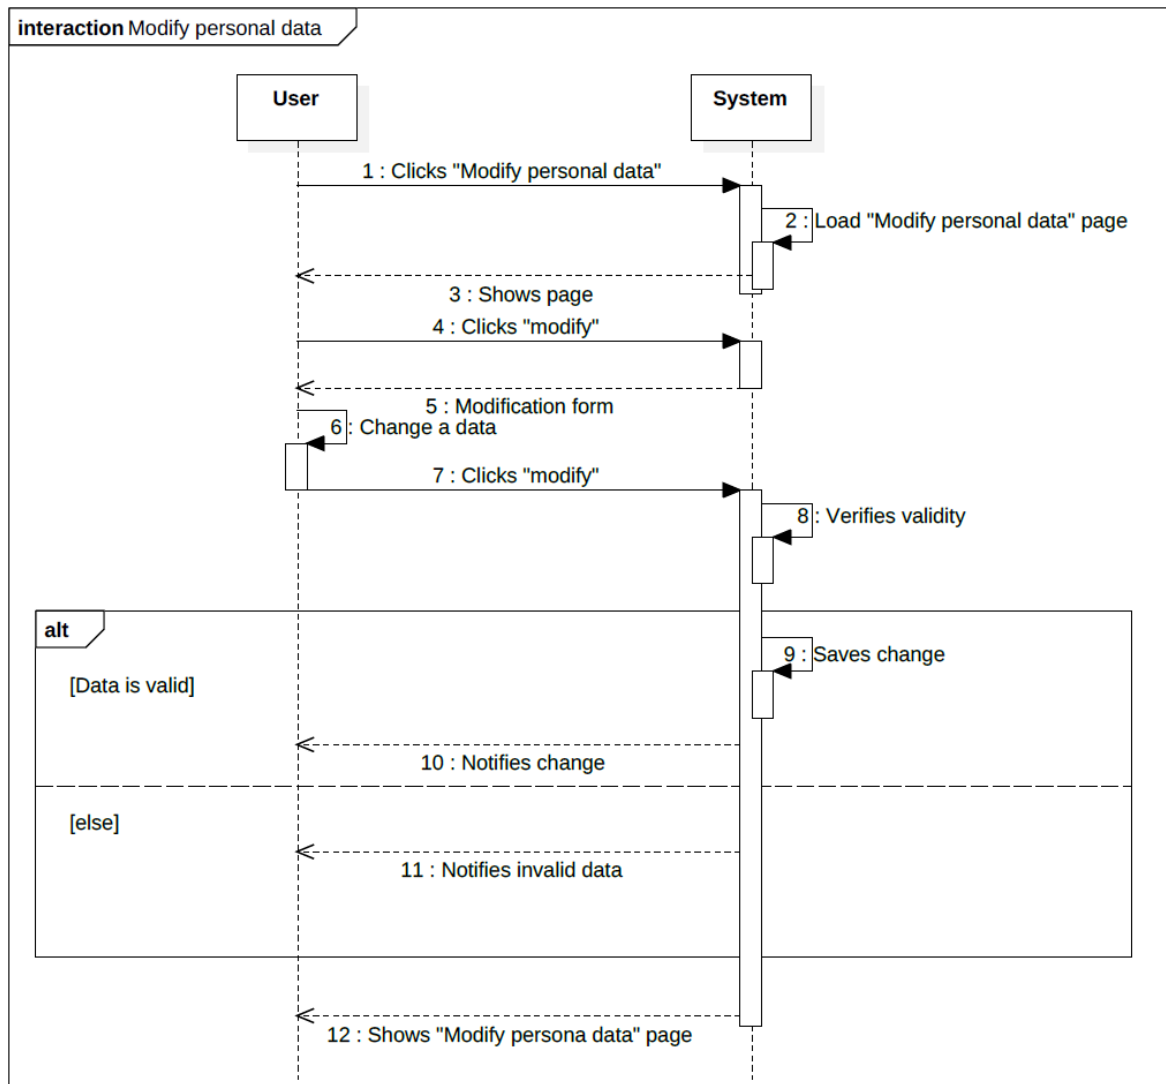 interaction Modify personal data
User
System
1 : Clicks "Modify personal data"
2 : Load "Modify personal data" page
3 : Shows page
4 : Clicks "modify"
5 : Modification form
6 : Change a data
7 : Clicks "modify"
8 : Verifies validity
alt
9 : Saves change
[Data is valid]
10 : Notifies change
[else]
11 : Notifies invalid data
12 : Shows "Modify persona data" page